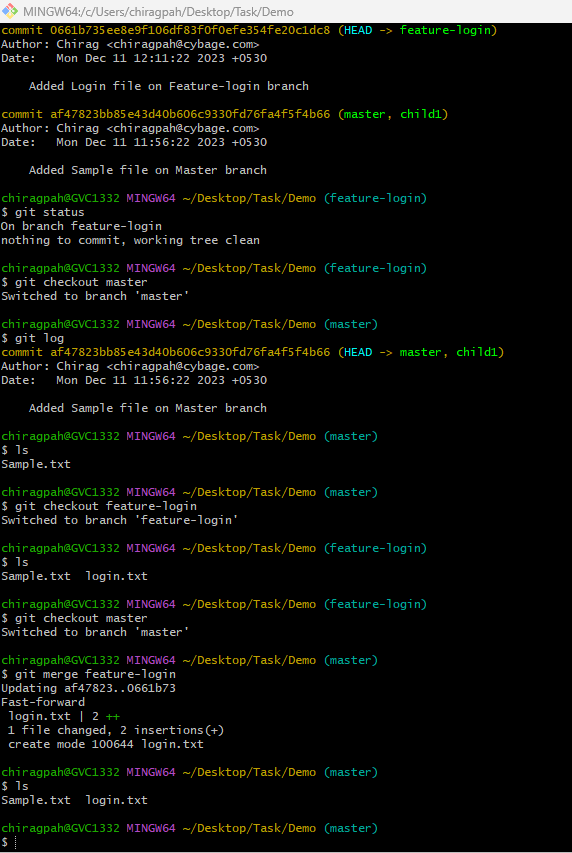 MINGW64:/c/Users/chiragpah/Desktop/Task/Demo
commit 0661b735ee8e9f106df83f0f0efe354fe20c1dc8 (HEAD -> feature-login)
Author: Chirag <chiragpah@cybage.com>
Date:   Mon Dec 11 12:11:22 2023 +0530
    Added Login file on Feature-login branch
commit af47823bb85e43d40b606c9330fd76fa4f5f4b66 (master, child1)
Author: Chirag <chiragpah@cybage.com>
Date:   Mon Dec 11 11:56:22 2023 +0530
    Added Sample file on Master branch
chiragpah@GVC1332 MINGW64 ~/Desktop/Task/Demo (feature-login)
$ git status
On branch feature-login
nothing to commit, working tree clean
chiragpah@GVC1332 MINGW64 ~/Desktop/Task/Demo (feature-login)
$ git checkout master
Switched to branch 'master'
chiragpah@GVC1332 MINGW64 ~/Desktop/Task/Demo (master)
$ git log
commit af47823bb85e43d40b606c9330fd76fa4f5f4b66 (HEAD -> master, child1)
Author: Chirag <chiragpah@cybage.com>
Date:   Mon Dec 11 11:56:22 2023 +0530
    Added Sample file on Master branch
chiragpah@GVC1332 MINGW64 ~/Desktop/Task/Demo (master)
$ ls
Sample.txt
chiragpah@GVC1332 MINGW64 ~/Desktop/Task/Demo (master)
$ git checkout feature-login
Switched to branch 'feature-login'
chiragpah@GVC1332 MINGW64 ~/Desktop/Task/Demo (feature-login)
$ ls
Sample.txt  login.txt
chiragpah@GVC1332 MINGW64 ~/Desktop/Task/Demo (feature-login)
$ git checkout master
Switched to branch 'master'
chiragpah@GVC1332 MINGW64 ~/Desktop/Task/Demo (master)
$ git merge feature-login
Updating af47823..0661b73
Fast-forward
 login.txt | 2 ++
 1 file changed, 2 insertions(+)
 create mode 100644 login.txt
chiragpah@GVC1332 MINGW64 ~/Desktop/Task/Demo (master)
$ ls
Sample.txt  login.txt
chiragpah@GVC1332 MINGW64 ~/Desktop/Task/Demo (master)
$